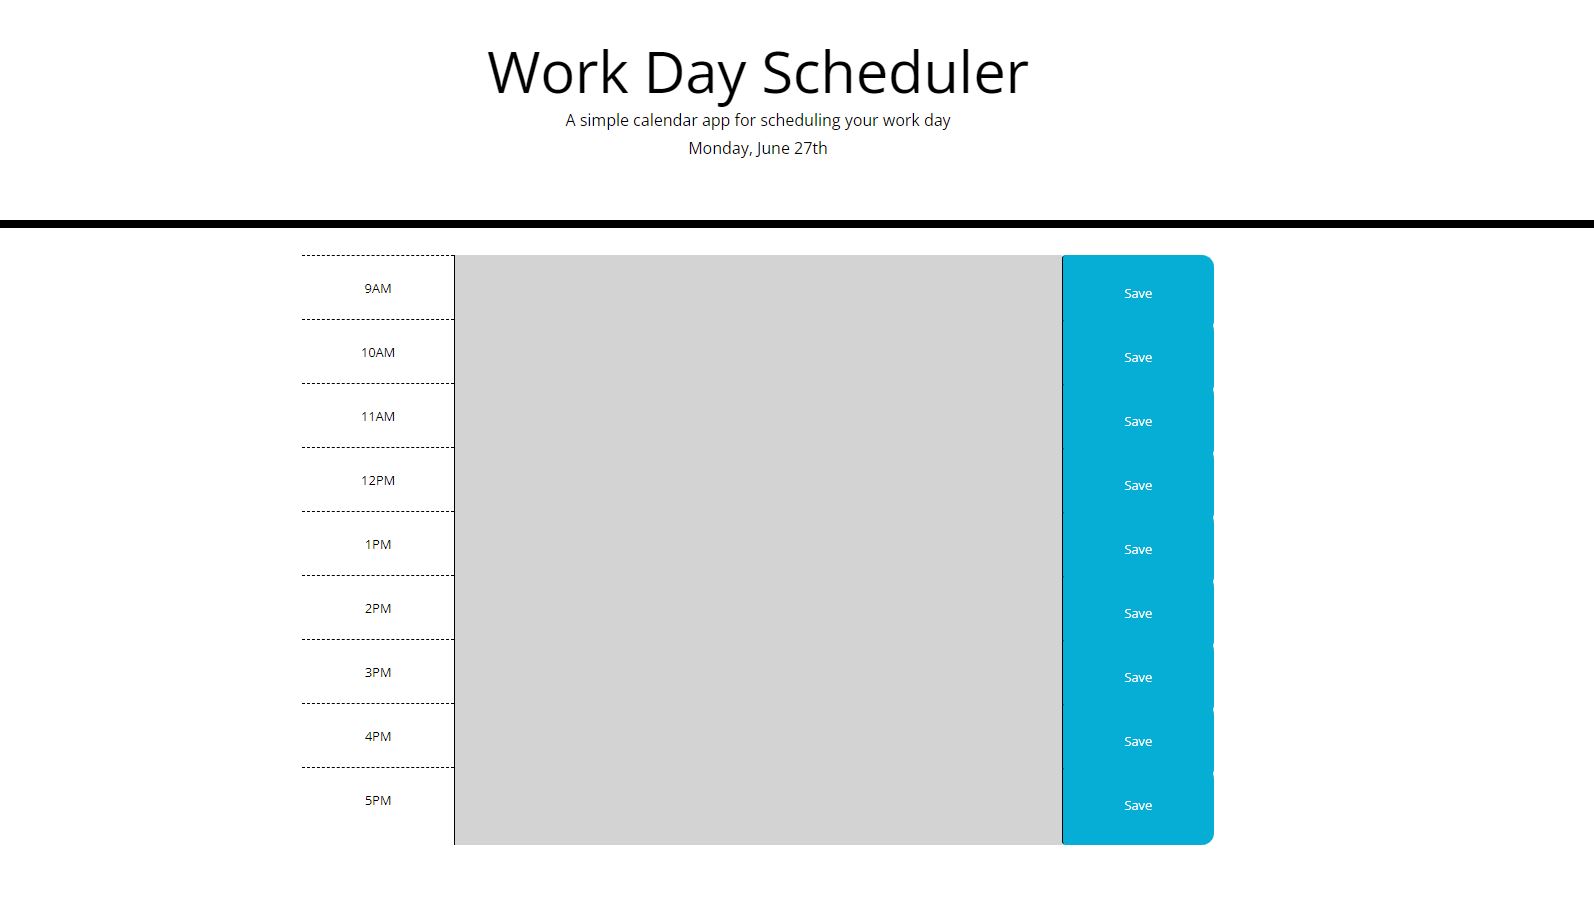 Work Day Scheduler
A simple calendar app for scheduling your work day
Monday, June 27th
9AM Save
10AM Save
11AM Save
12PM Save
1PM Save
2PM Save
3PM Save
4PM Save
5PM Save